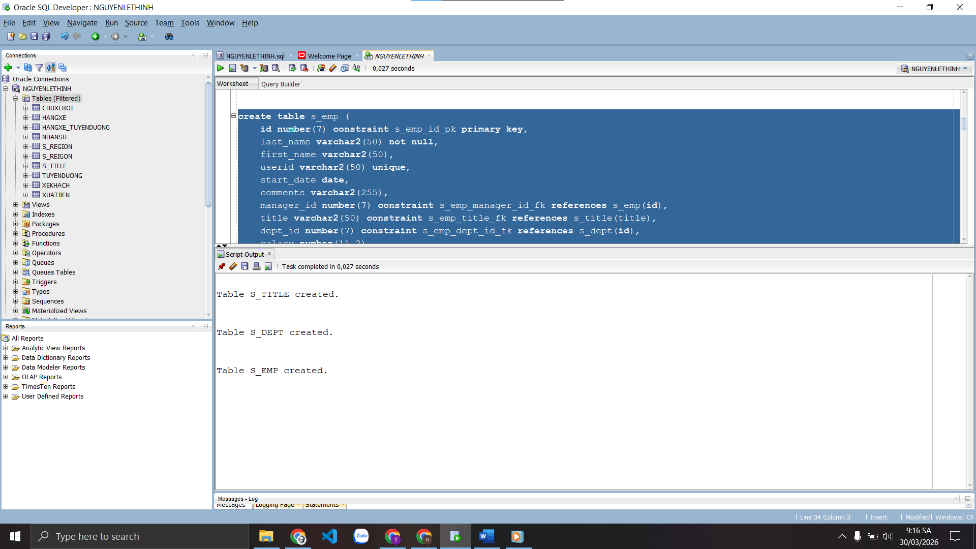 Oracle SQL Developer : NGUYENLETHINH
File Edit View Navigate Run Source Team Tools Window Help
Connections
Oracle Connections
NGUYENLETHINH
Tables (Filtered)
CHUXEROT
HANGXE
HANGXE_TUYENDUONG
NHANSU
S_REGION
S_REIGON
S_TITLE
TUYENDUONG
XEKHACH
XUATBEN
Views
Indexes
Packages
Procedures
Functions
Operators
Queues
Queues Tables
Triggers
Types
Sequences
Materialized Views
Reports
All Reports
Analytic View Reports
Data Dictionary Reports
Data Modeler Reports
OLAP Reports
TimesTen Reports
User Defined Reports
NGUYENLETHINH.sql Welcome Page NGUYENLETHINH
0,027 seconds
NGUYENLETHINH
Worksheet Query Builder
create table s_emp (
id number(7) constraint s_emp_id_pk primary key,
last_name varchar2(50) not null,
first_name varchar2(50),
userid varchar2(50) unique,
start_date date,
comments varchar2(255),
manager_id number(7) constraint s_emp_manager_id_fk references s_emp(id),
title varchar2(50) constraint s_emp_title_fk references s_title(title),
dept_id number(7) constraint s_emp_dept_id_fk references s_dept(id),
salary number(11,2)
Script Output
Task completed in 0,027 seconds
Table S_TITLE created.
Table S_DEPT created.
Table S_EMP created.
Messages - Log
Messages Logging Page Statements
Line 34 Column 3 Insert Modified Windows: CR
Type here to search
9:16 SA
30/03/2026